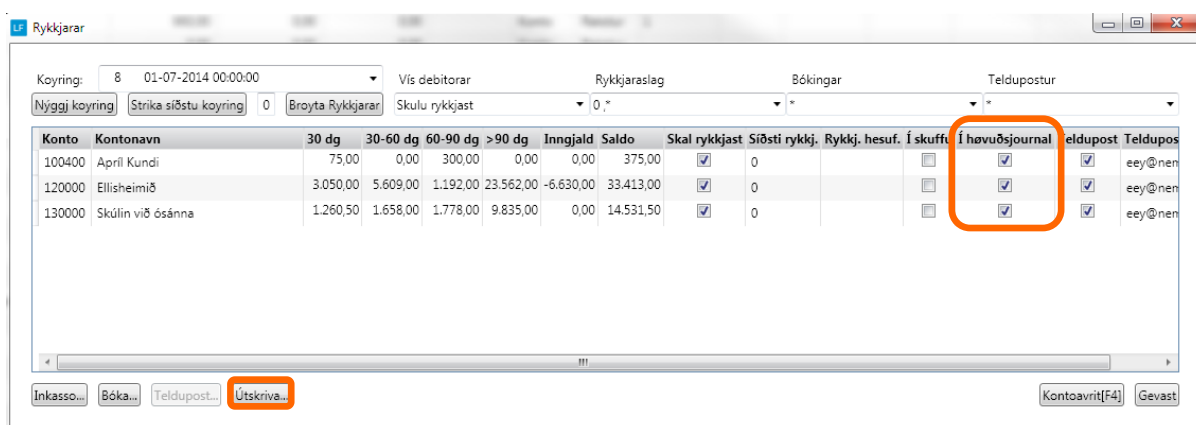 LF Rykkjarar
Koyring: 8 01-07-2014 00:00:00 Vís debitorar Rykkjaraslag Bókingar Teldupostur
Nýggj koyring Strika síðstu koyring 0 Broyta Rykkjarar Skulu rykkjast 0 ,* * *
Konto Kontonavn 30 dg 30-60 dg 60-90 dg >90 dg Inngjald Saldo Skal rykkjast Síðsti rykkj. Rykkj. hesuf. Í skuffu Í høvuðsjournal Teldupost Teldupos
100400 Apríl Kundi 75,00 0,00 300,00 0,00 0,00 375,00 0 eey@nem
120000 Ellisheimið 3.050,00 5.609,00 1.192,00 23.562,00 -6.630,00 33.413,00 0 eey@nem
130000 Skúlin við ósánna 1.260,50 1.658,00 1.778,00 9.835,00 0,00 14.531,50 0 eey@nem
Inkasso... Bóka... Teldupost... Útskriva... Kontoavrit[F4] Gevast